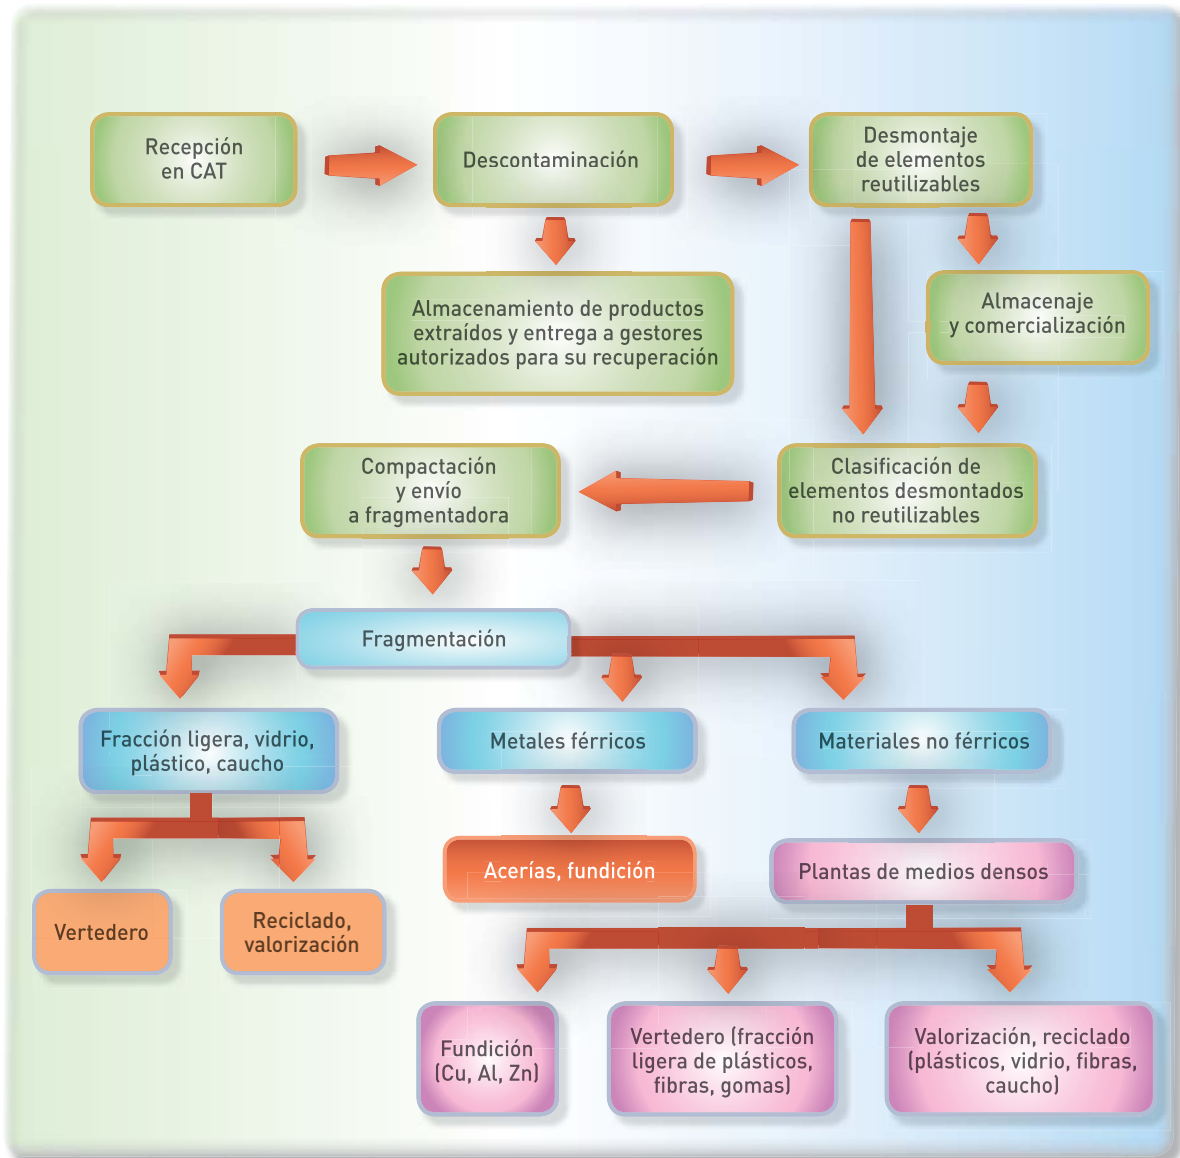 Recepción
en CAT
Descontaminación
Desmontaje
de elementos
reutilizables
Almacenamiento de productos
extraídos y entrega a gestores
autorizados para su recuperación
Almacenaje
y comercialización
Compactación
y envío
a fragmentadora
Clasificación de
elementos desmontados
no reutilizables
Fragmentación
Fracción ligera, vidrio,
plástico, caucho
Metales férricos
Materiales no férricos
Acerías, fundición
Plantas de medios densos
Vertedero
Reciclado,
valorización
Fundición
(Cu, Al, Zn)
Vertedero (fracción
ligera de plásticos,
fibras, gomas)
Valorización, reciclado
(plásticos, vidrio, fibras,
caucho)